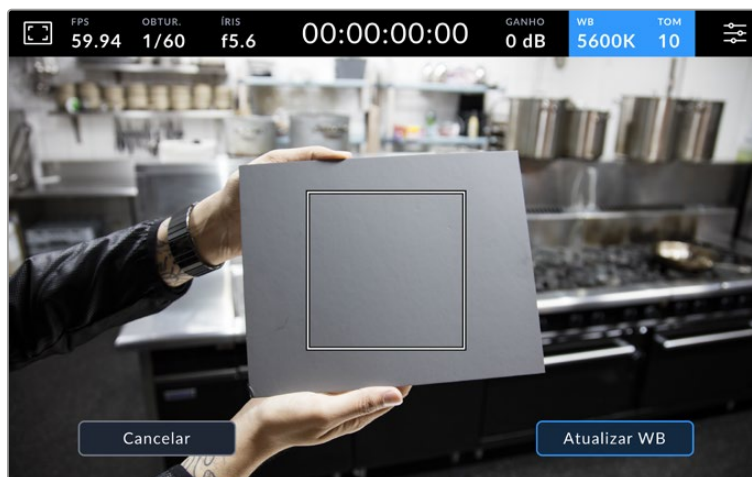 FPS OBTUR. ÍRIS GANHO WB TOM
59.94 1/60 f5.6 00:00:00:00 0 dB 5600K 10
Cancelar Atualizar WB